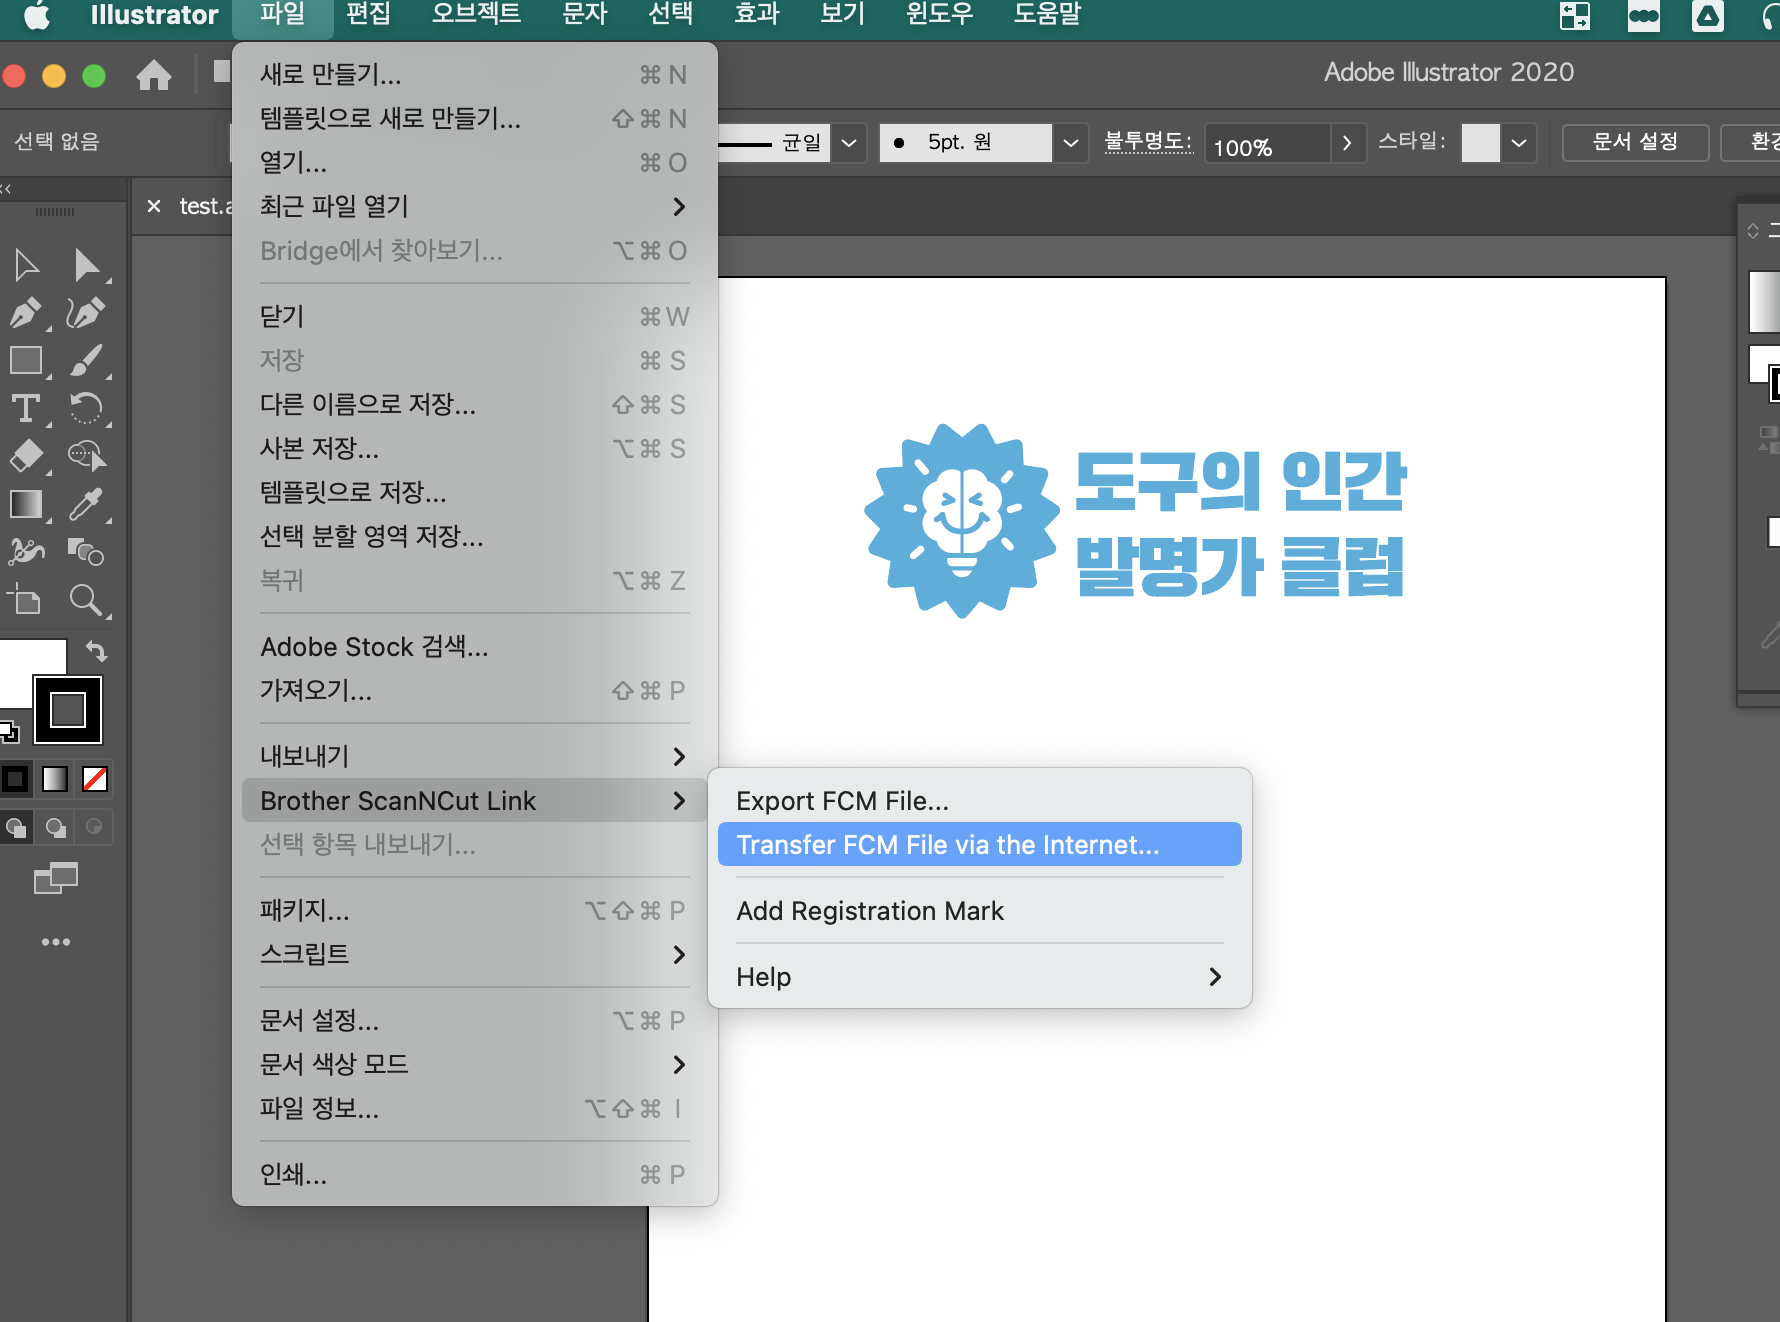 Illustrator 파일 편집 오브젝트 문자 선택 효과 보기 윈도우 도움말
Adobe Illustrator 2020
선택 없음
균일
5pt. 원
불투명도:
100%
스타일:
문서 설정
test.a
새로 만들기... ⌘ N
템플릿으로 새로 만들기... ⇧ ⌘ N
열기... ⌘ O
최근 파일 열기
Bridge에서 찾아보기... ⌥ ⌘ O
닫기 ⌘ W
저장 ⌘ S
다른 이름으로 저장... ⇧ ⌘ S
사본 저장... ⌥ ⌘ S
템플릿으로 저장...
선택 분할 영역 저장...
복귀 ⌥ ⌘ Z
Adobe Stock 검색...
가져오기... ⇧ ⌘ P
내보내기
Brother ScanNCut Link
선택 항목 내보내기...
패키지... ⌥ ⇧ ⌘ P
스크립트
문서 설정... ⌥ ⌘ P
문서 색상 모드
파일 정보... ⌥ ⇧ ⌘ I
인쇄... ⌘ P
Export FCM File...
Transfer FCM File via the Internet...
Add Registration Mark
Help
도구의 인간
발명가 클럽